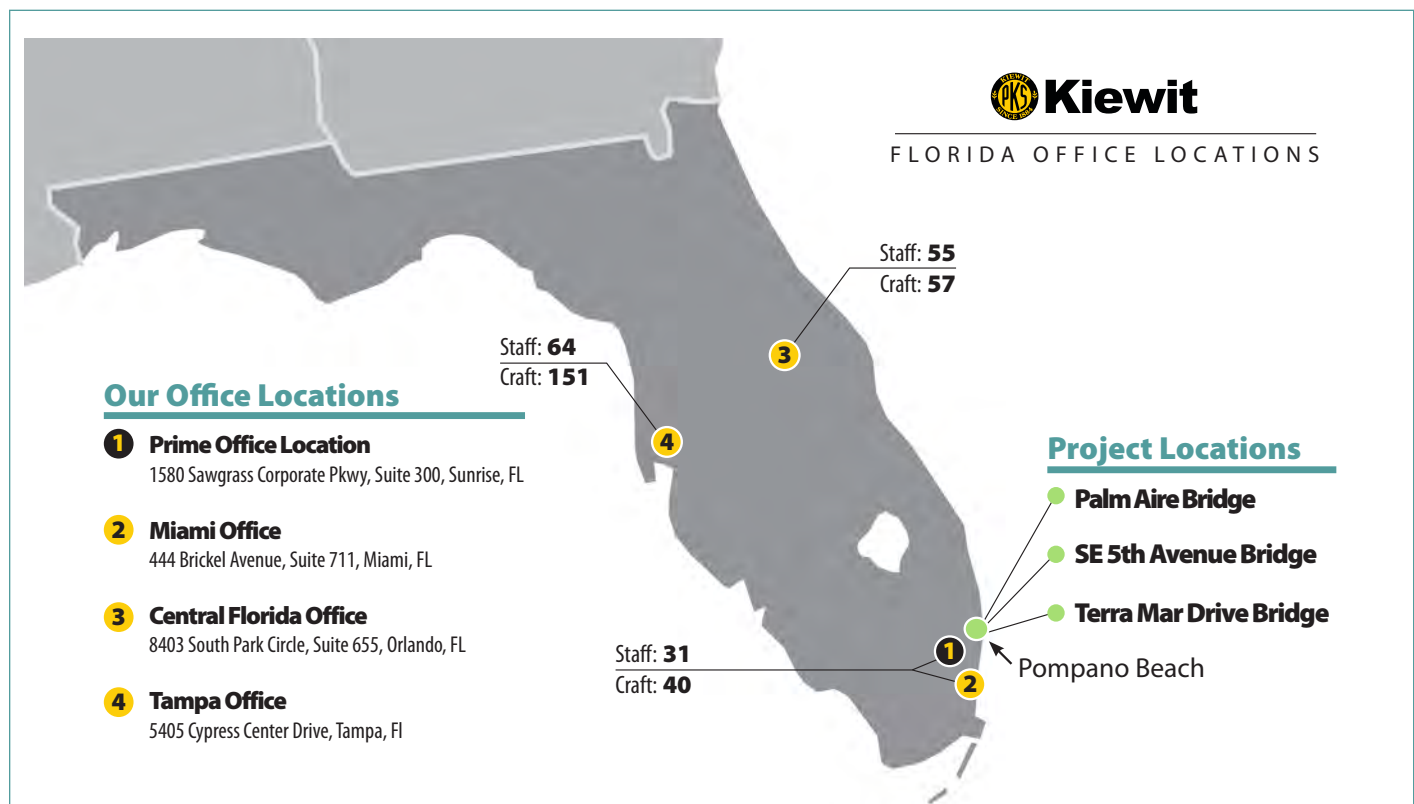 KIEWIT
PKS
SINCE 1884
Kiewit
FLORIDA OFFICE LOCATIONS
Staff: 55
Craft: 57
3
Staff: 64
Craft: 151
4
Our Office Locations
1 Prime Office Location
1580 Sawgrass Corporate Pkwy, Suite 300, Sunrise, FL
2 Miami Office
444 Brickel Avenue, Suite 711, Miami, FL
3 Central Florida Office
8403 South Park Circle, Suite 655, Orlando, FL
4 Tampa Office
5405 Cypress Center Drive, Tampa, Fl
Project Locations
Palm Aire Bridge
SE 5th Avenue Bridge
Terra Mar Drive Bridge
Pompano Beach
Staff: 31
Craft: 40
1
2